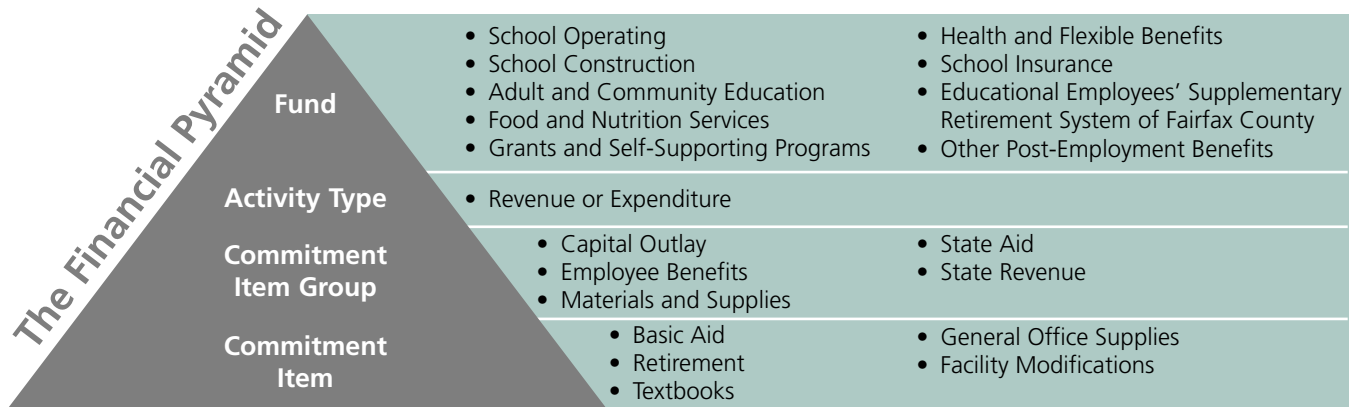 The Financial Pyramid
Fund
• School Operating
• School Construction
• Adult and Community Education
• Food and Nutrition Services
• Grants and Self-Supporting Programs
• Health and Flexible Benefits
• School Insurance
• Educational Employees’ Supplementary
Retirement System of Fairfax County
• Other Post-Employment Benefits
Activity Type
• Revenue or Expenditure
Commitment
Item Group
• Capital Outlay
• Employee Benefits
• Materials and Supplies
• State Aid
• State Revenue
Commitment
Item
• Basic Aid
• Retirement
• Textbooks
• General Office Supplies
• Facility Modifications